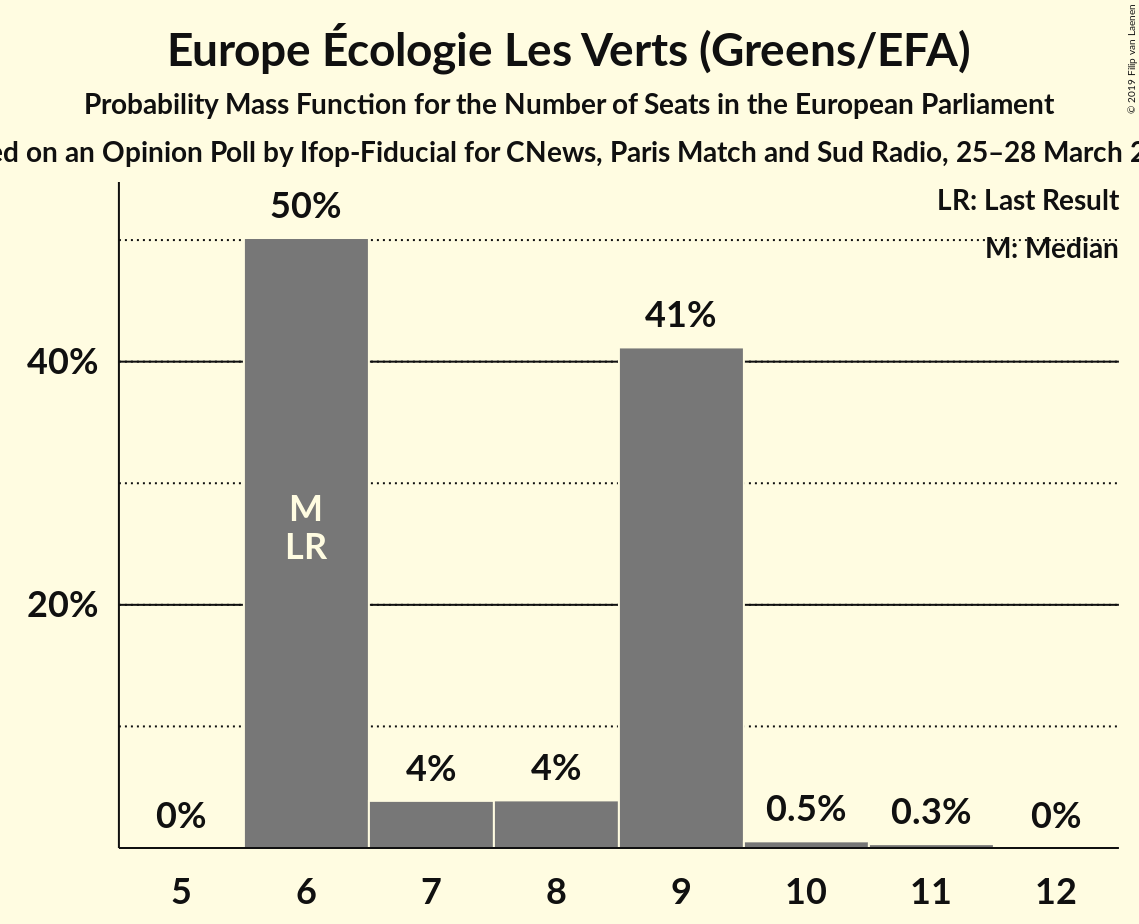 Europe Écologie Les Verts (Greens/EFA)
Probability Mass Function for the Number of Seats in the European Parliament
on an Opinion Poll by Ifop-Fiducial for CNews, Paris Match and Sud Radio, 25–28 March
© 2019 Filip van Laenen
LR: Last Result
M: Median
50%
41%
40%
M
LR
20%
0%
4%
4%
0.5%
0.3%
0%
5 6 7 8 9 10 11 12